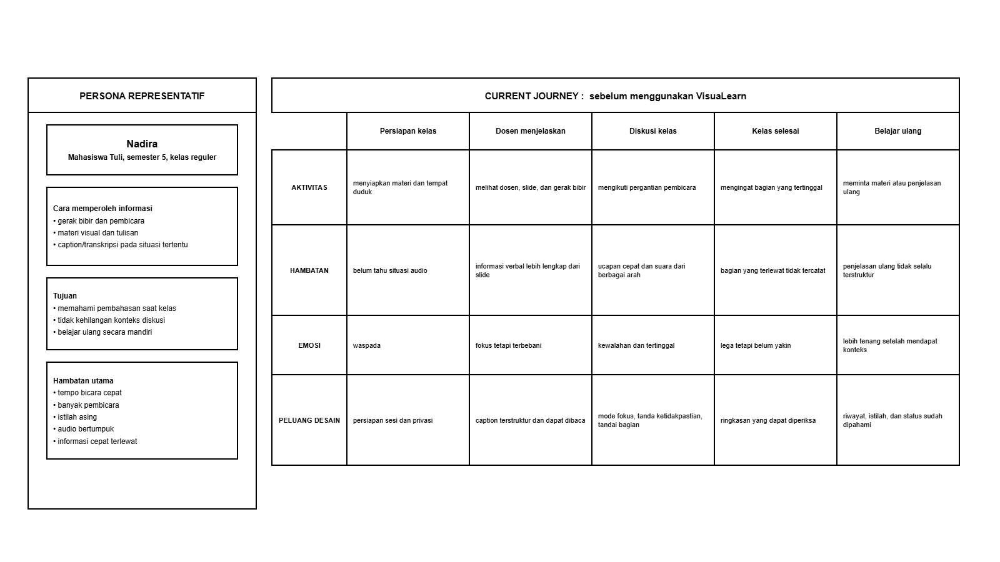 PERSONA REPRESENTATIF
Nadira
Mahasiswa Tuli, semester 5, kelas reguler
Cara memperoleh informasi
• gerak bibir dan pembicara
• materi visual dan tulisan
• caption/transkripsi pada situasi tertentu
Tujuan
• memahami pembahasan saat kelas
• tidak kehilangan konteks diskusi
• belajar ulang secara mandiri
Hambatan utama
• tempo bicara cepat
• banyak pembicara
• istilah asing
• audio bertumpuk
• informasi cepat terlewat
CURRENT JOURNEY :  sebelum menggunakan VisuaLearn
Persiapan kelas
Dosen menjelaskan
Diskusi kelas
Kelas selesai
Belajar ulang
AKTIVITAS
menyiapkan materi dan tempat
duduk
melihat dosen, slide, dan gerak bibir
mengikuti pergantian pembicara
mengingat bagian yang tertinggal
meminta materi atau penjelasan
ulang
HAMBATAN
belum tahu situasi audio
informasi verbal lebih lengkap dari
slide
ucapan cepat dan suara dari
berbagai arah
bagian yang terlewat tidak tercatat
penjelasan ulang tidak selalu
terstruktur
EMOSI
waspada
fokus tetapi terbebani
kewalahan dan tertinggal
lega tetapi belum yakin
lebih tenang setelah mendapat
konteks
PELUANG DESAIN
persiapan sesi dan privasi
caption terstruktur dan dapat dibaca
mode fokus, tanda ketidakpastian,
tandai bagian
ringkasan yang dapat diperiksa
riwayat, istilah, dan status sudah
dipahami